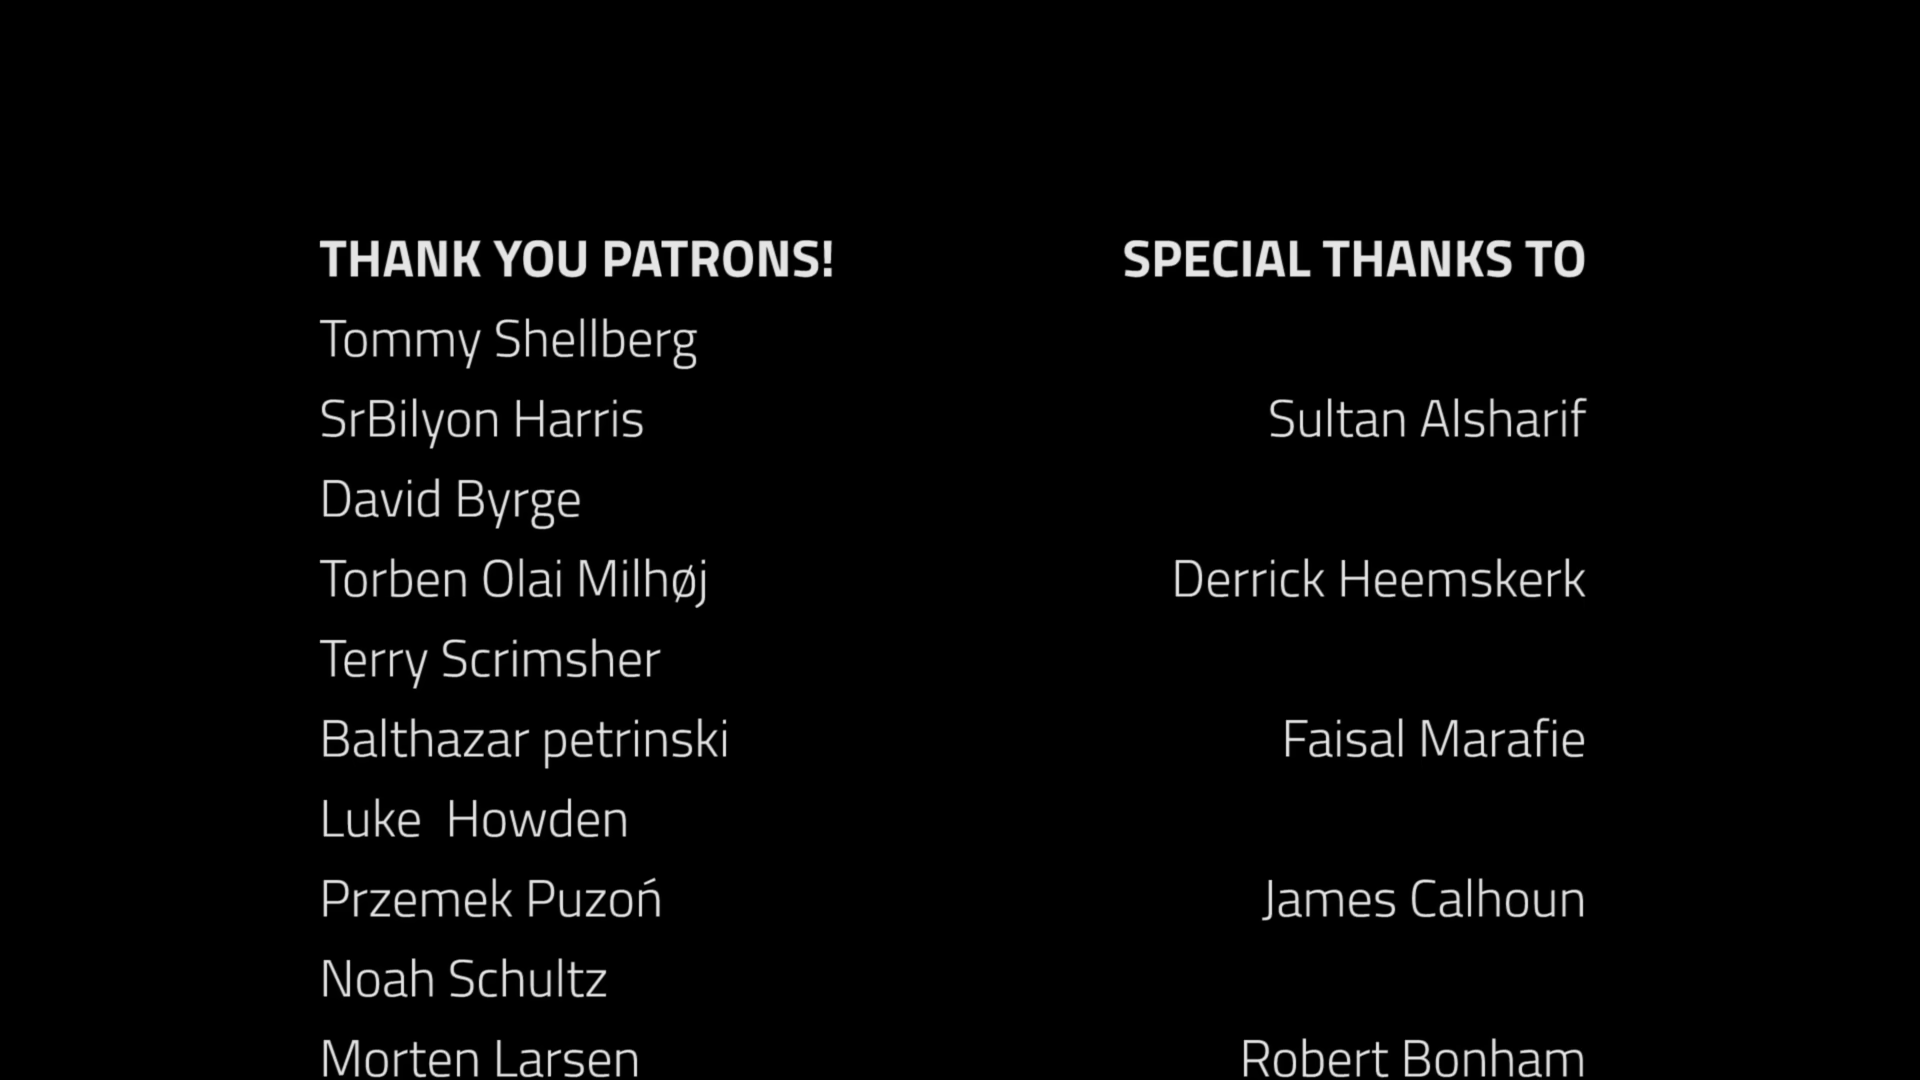 THANK YOU PATRONS!
Tommy Shellberg
SrBilyon Harris
David Byrge
Torben Olai Milhøj
Terry Scrimsher
Balthazar petrinski
Luke  Howden
Przemek Puzoń
Noah Schultz
Morten Larsen
SPECIAL THANKS TO
Sultan Alsharif
Derrick Heemskerk
Faisal Marafie
James Calhoun
Robert Bonham